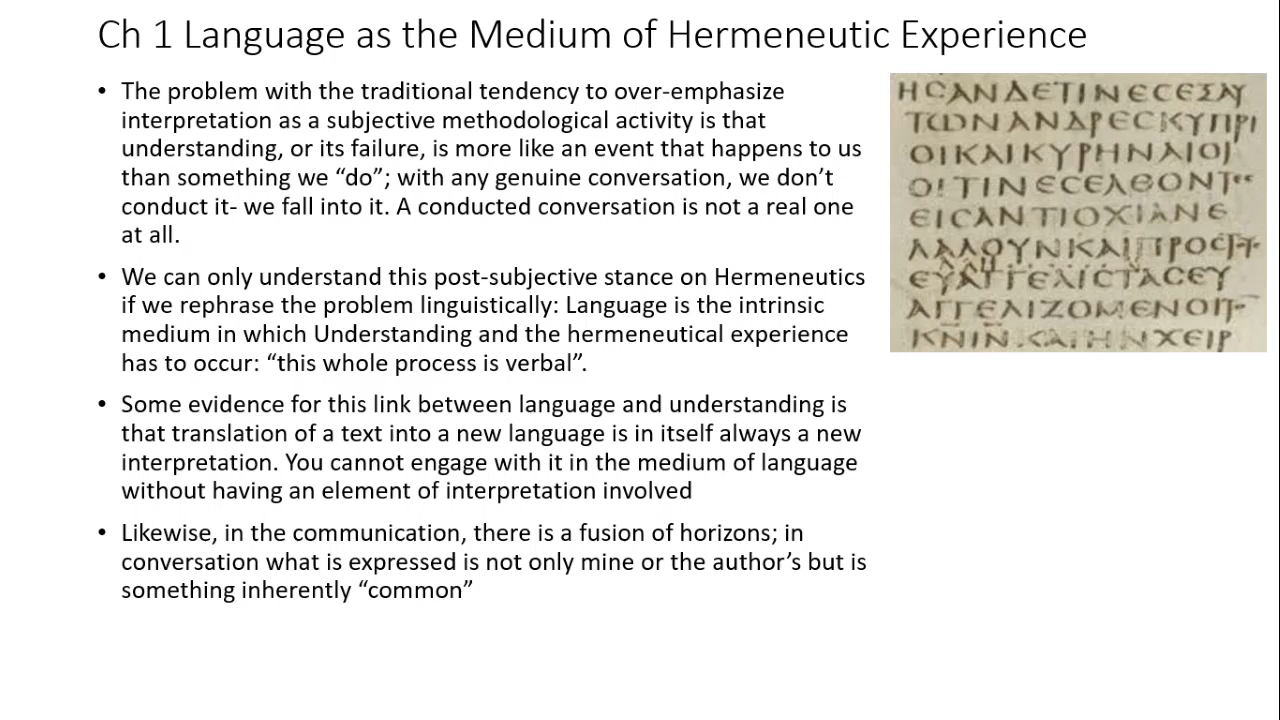 Ch 1 Language as the Medium of Hermeneutic Experience
• The problem with the traditional tendency to over-emphasize
interpretation as a subjective methodological activity is that
understanding, or its failure, is more like an event that happens to us
than something we “do”; with any genuine conversation, we don’t
conduct it- we fall into it. A conducted conversation is not a real one
at all.
• We can only understand this post-subjective stance on Hermeneutics
if we rephrase the problem linguistically: Language is the intrinsic
medium in which Understanding and the hermeneutical experience
has to occur: “this whole process is verbal”.
• Some evidence for this link between language and understanding is
that translation of a text into a new language is in itself always a new
interpretation. You cannot engage with it in the medium of language
without having an element of interpretation involved
• Likewise, in the communication, there is a fusion of horizons; in
conversation what is expressed is not only mine or the author’s but is
something inherently “common”
ΗϹΑΝΔΕΤΙΝΕϹΕΞΑΥ
ΤΩΝΑΝΔΡΕϹΚΥΠΡΙ
ΟΙΚΑΙΚΥΡΗΝΑΙΟΙ
ΕΙϹΑΝΤΙΟΧΙΑΝΕ